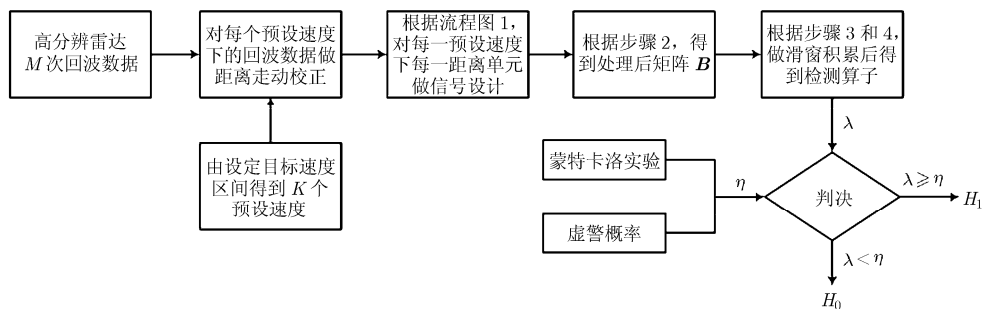 高分辨雷达
M次回波数据
对每个预设速度
下的回波数据做
距离走动校正
根据流程图1,
对每一预设速度
下每一距离单元
做信号设计
根据步骤2，得
到处理后矩阵 B
根据步骤3和4,
做滑窗积累后得
到检测算子
由设定目标速度
区间得到 K 个
预设速度
蒙特卡洛实验
虚警概率
η
λ
判决
λ⩾η
H₁
λ<η
H₀